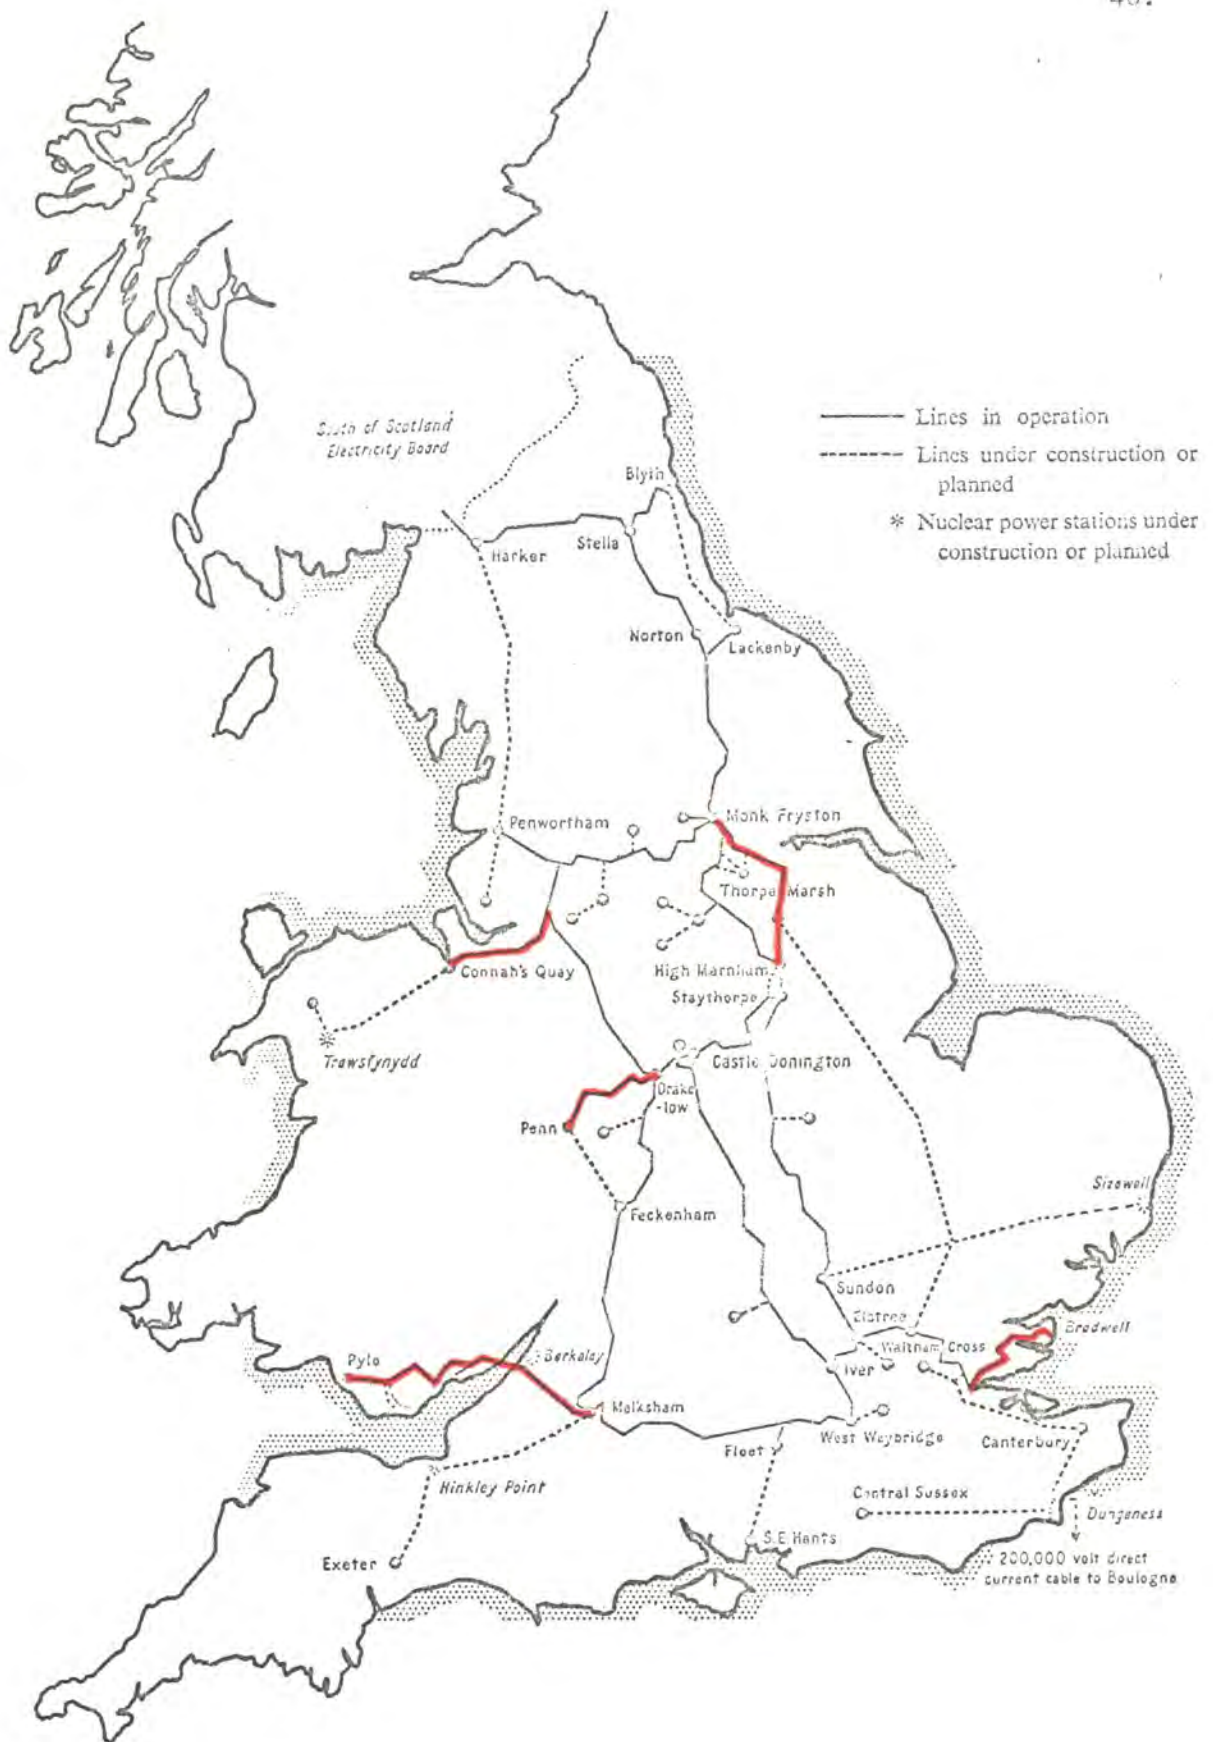 South of Scotland
Electricity Board
Lines in operation
Lines under construction or
planned
* Nuclear power stations under
construction or planned
Blyth
Harker
Stella
Norton
Lackenby
Penwortham
Monk Fryston
Thorpe Marsh
Connah's Quay
High Marnham
Staythorpe
Trawsfynydd
Castle Donington
Drake
-low
Penn
Feckenham
Sizewell
Sundon
Elstree
Waltham Cross
Bradwell
Pyle
Berkeley
Iver
Melksham
West Weybridge
Fleet
Canterbury
Hinkley Point
Central Sussex
Dungeness
S.E. Hants
Exeter
200,000 volt direct
current cable to Boulogne